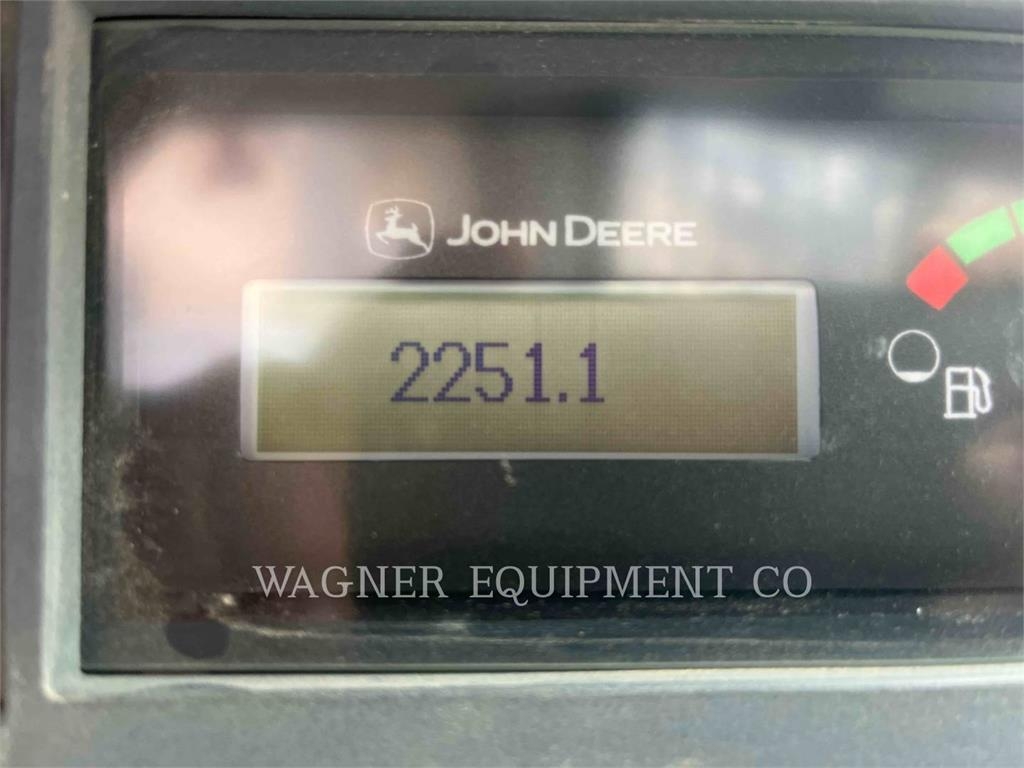 JOHN DEERE
2251.1
WAGNER EQUIPMENT CO